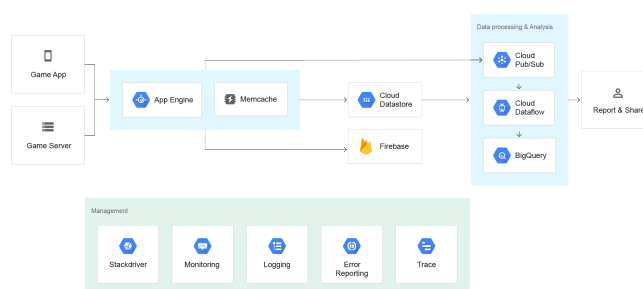 Data processing & Analysis
Game App
Cloud
Pub/Sub
App Engine
Memcache
Cloud
Datastore
Cloud
Dataflow
Report & Share
Game Server
Firebase
BigQuery
Management
Stackdriver
Monitoring
Logging
Error
Reporting
Trace